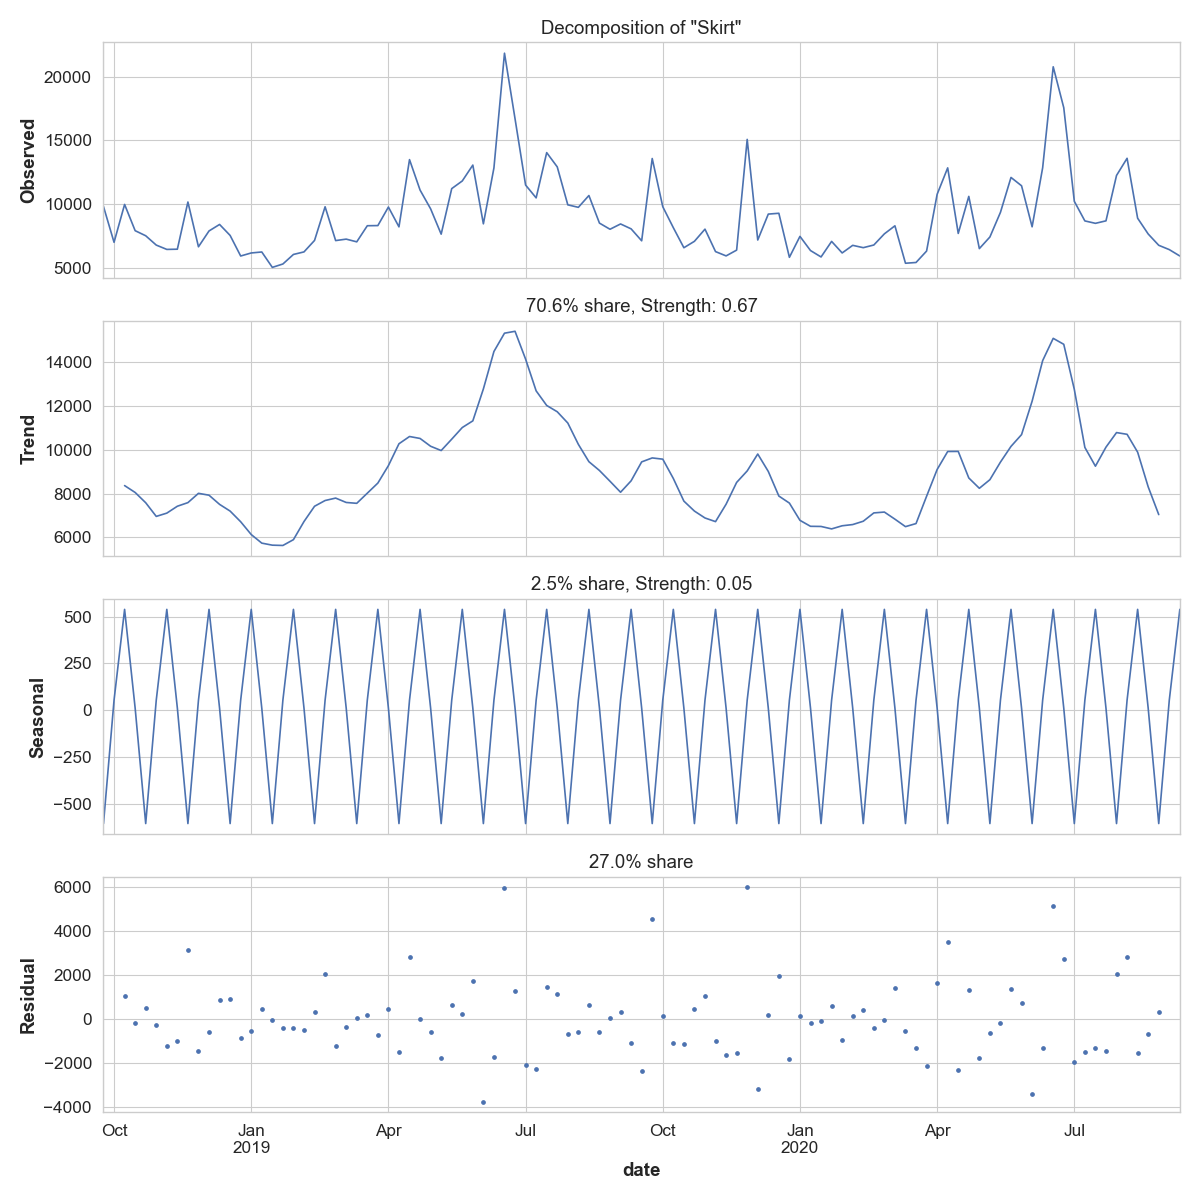 Decomposition of "Skirt"
20000
15000
10000
5000
Observed
70.6% share, Strength: 0.67
14000
12000
10000
8000
6000
Trend
2.5% share, Strength: 0.05
500
250
0
−250
−500
Seasonal
27.0% share
6000
4000
2000
0
−2000
−4000
Residual
Oct Jan Apr Jul Oct Jan Apr Jul
2019 2020
date